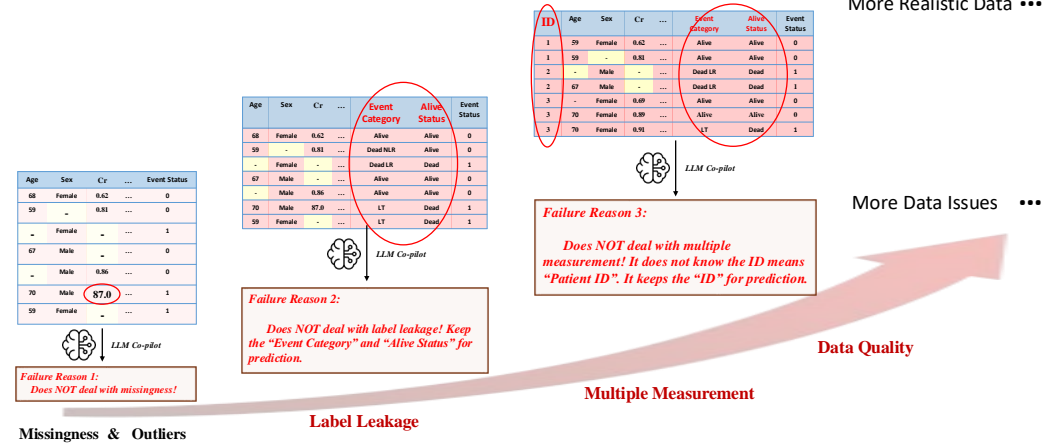 More Realistic Data •••
ID Age Sex Cr ... Event Category Alive Status Event Status
1 59 Female 0.62 ... Alive Alive 0
1 59 - 0.81 ... Alive Alive 0
2 - Male - ... Dead LR Dead 1
2 67 Male - ... Dead LR Dead 1
3 - Female 0.69 ... Alive Alive 0
3 70 Female 0.89 ... Alive Alive 0
3 70 Female 0.91 ... LT Dead 1
LLM Co-pilot
Failure Reason 3:
Does NOT deal with multiple
measurement! It does not know the ID means
“Patient ID”. It keeps the “ID” for prediction.
Age Sex Cr ... Event Category Alive Status Event Status
68 Female 0.62 ... Alive Alive 0
59 - 0.81 ... Dead NLR Alive 0
- Female - ... Dead LR Dead 1
67 Male - ... Alive Alive 0
- Male 0.86 ... Alive Alive 0
70 Male 87.0 ... LT Dead 1
59 Female - ... LT Dead 1
LLM Co-pilot
Failure Reason 2:
Does NOT deal with label leakage! Keep
the “Event Category” and “Alive Status” for
prediction.
Age Sex Cr ... Event Status
68 Female 0.62 ... 0
59 - 0.81 ... 0
- Female - ... 1
67 Male - ... 0
- Male 0.86 ... 0
70 Male 87.0 ... 1
59 Female - ... 1
LLM Co-pilot
Failure Reason 1:
Does NOT deal with missingness!
More Data Issues •••
Data Quality
Multiple Measurement
Label Leakage
Missingness & Outliers